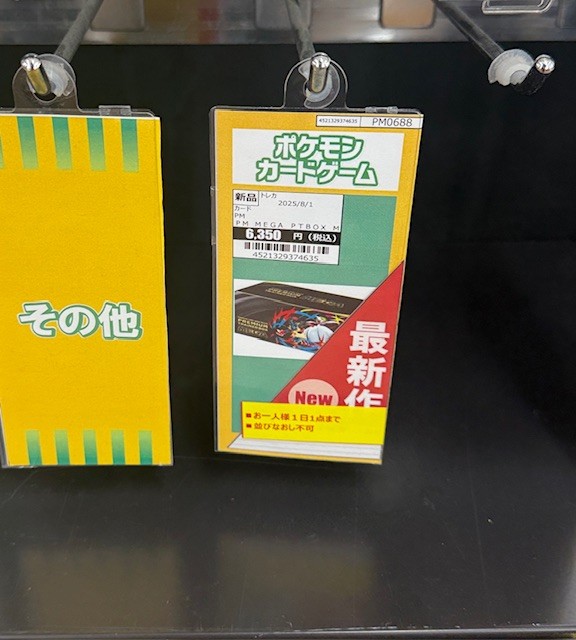 その他
4521329374635 PM0688
ポケモン
カードゲーム
新品 トレカ
2025/8/1
カード
PM
PM MEGA PTBOX M
6,350 円 (税込)
4521329374635
PREMIUM
最新作
New
■お一人様1日1点まで
■並びなおし不可